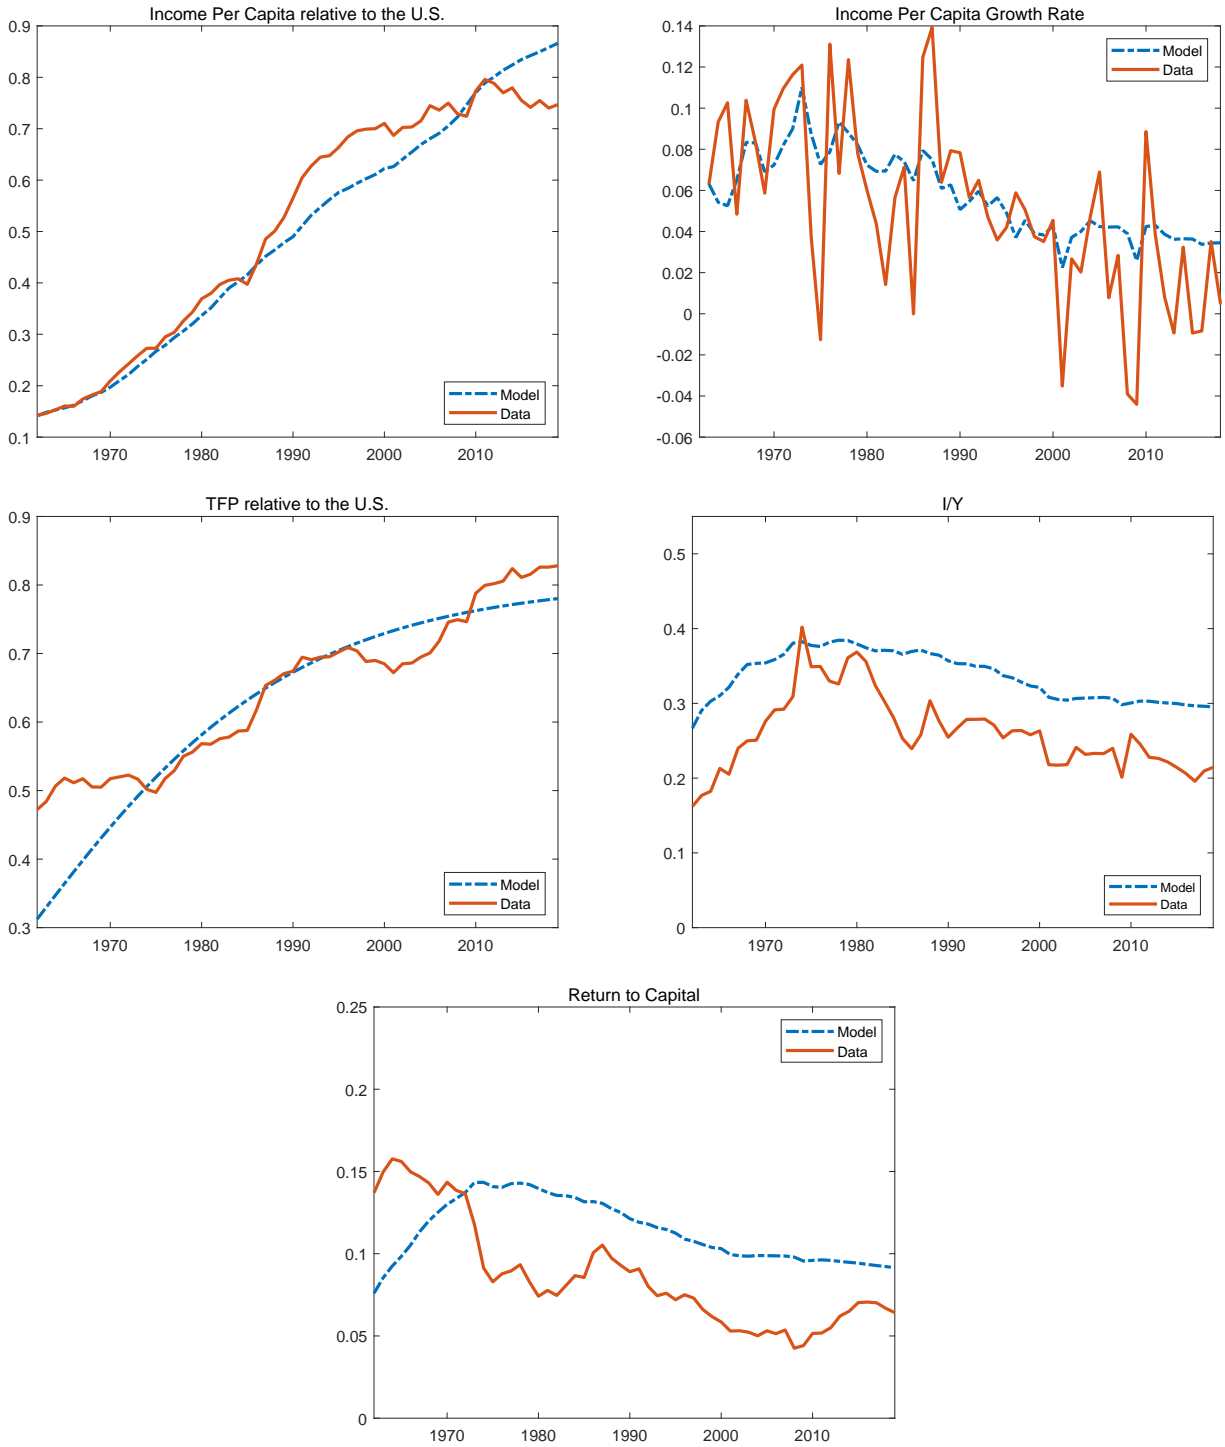 Income Per Capita relative to the U.S.
0.9
0.8
0.7
0.6
0.5
0.4
0.3
0.2
0.1
1970 1980 1990 2000 2010
Model
Data
Income Per Capita Growth Rate
0.14
0.12
0.1
0.08
0.06
0.04
0.02
0
-0.02
-0.04
-0.06
1970 1980 1990 2000 2010
Model
Data
TFP relative to the U.S.
0.9
0.8
0.7
0.6
0.5
0.4
0.3
1970 1980 1990 2000 2010
Model
Data
I/Y
0.5
0.4
0.3
0.2
0.1
0
1970 1980 1990 2000 2010
Model
Data
Return to Capital
0.25
0.2
0.15
0.1
0.05
0
1970 1980 1990 2000 2010
Model
Data